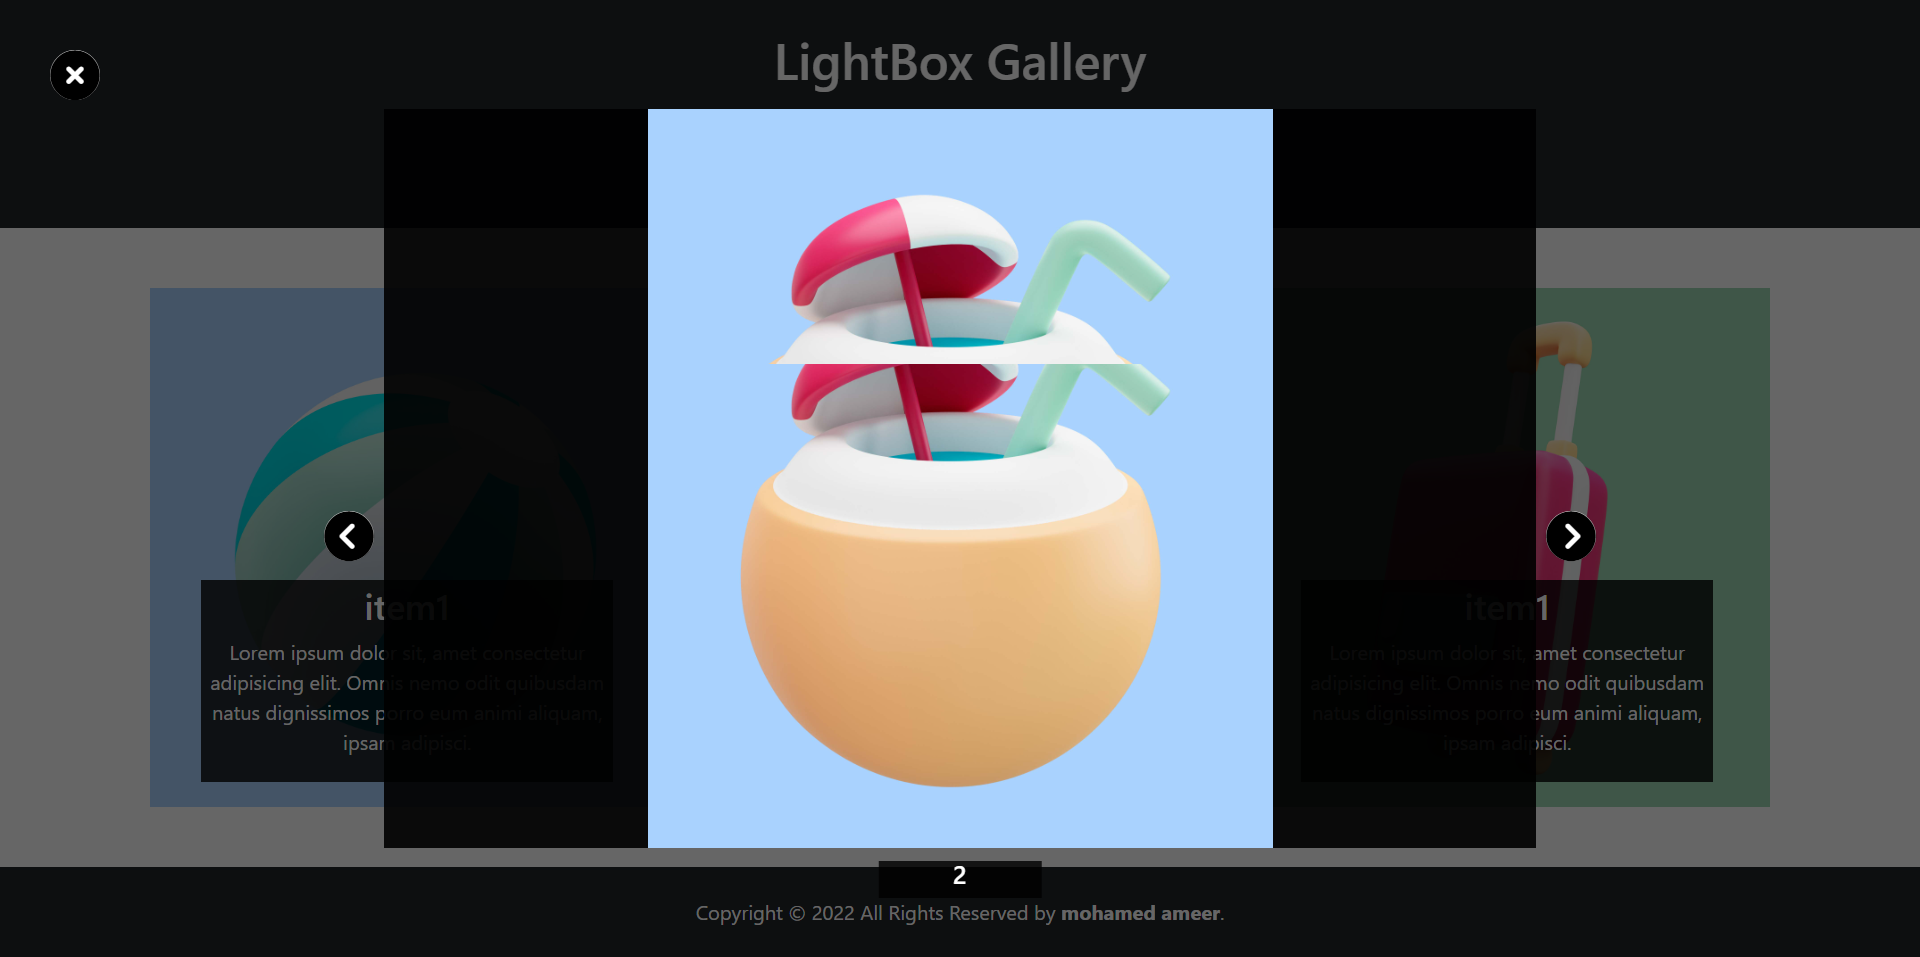 LightBox Gallery
item1
Lorem ipsum dolor sit, amet consectetur
adipisicing elit. Omnis nemo odit quibusdam
natus dignissimos porro eum animi aliquam,
ipsam adipisci.
item1
Lorem ipsum dolor sit, amet consectetur
adipisicing elit. Omnis nemo odit quibusdam
natus dignissimos porro eum animi aliquam,
ipsam adipisci.
2
Copyright © 2022 All Rights Reserved by mohamed ameer.